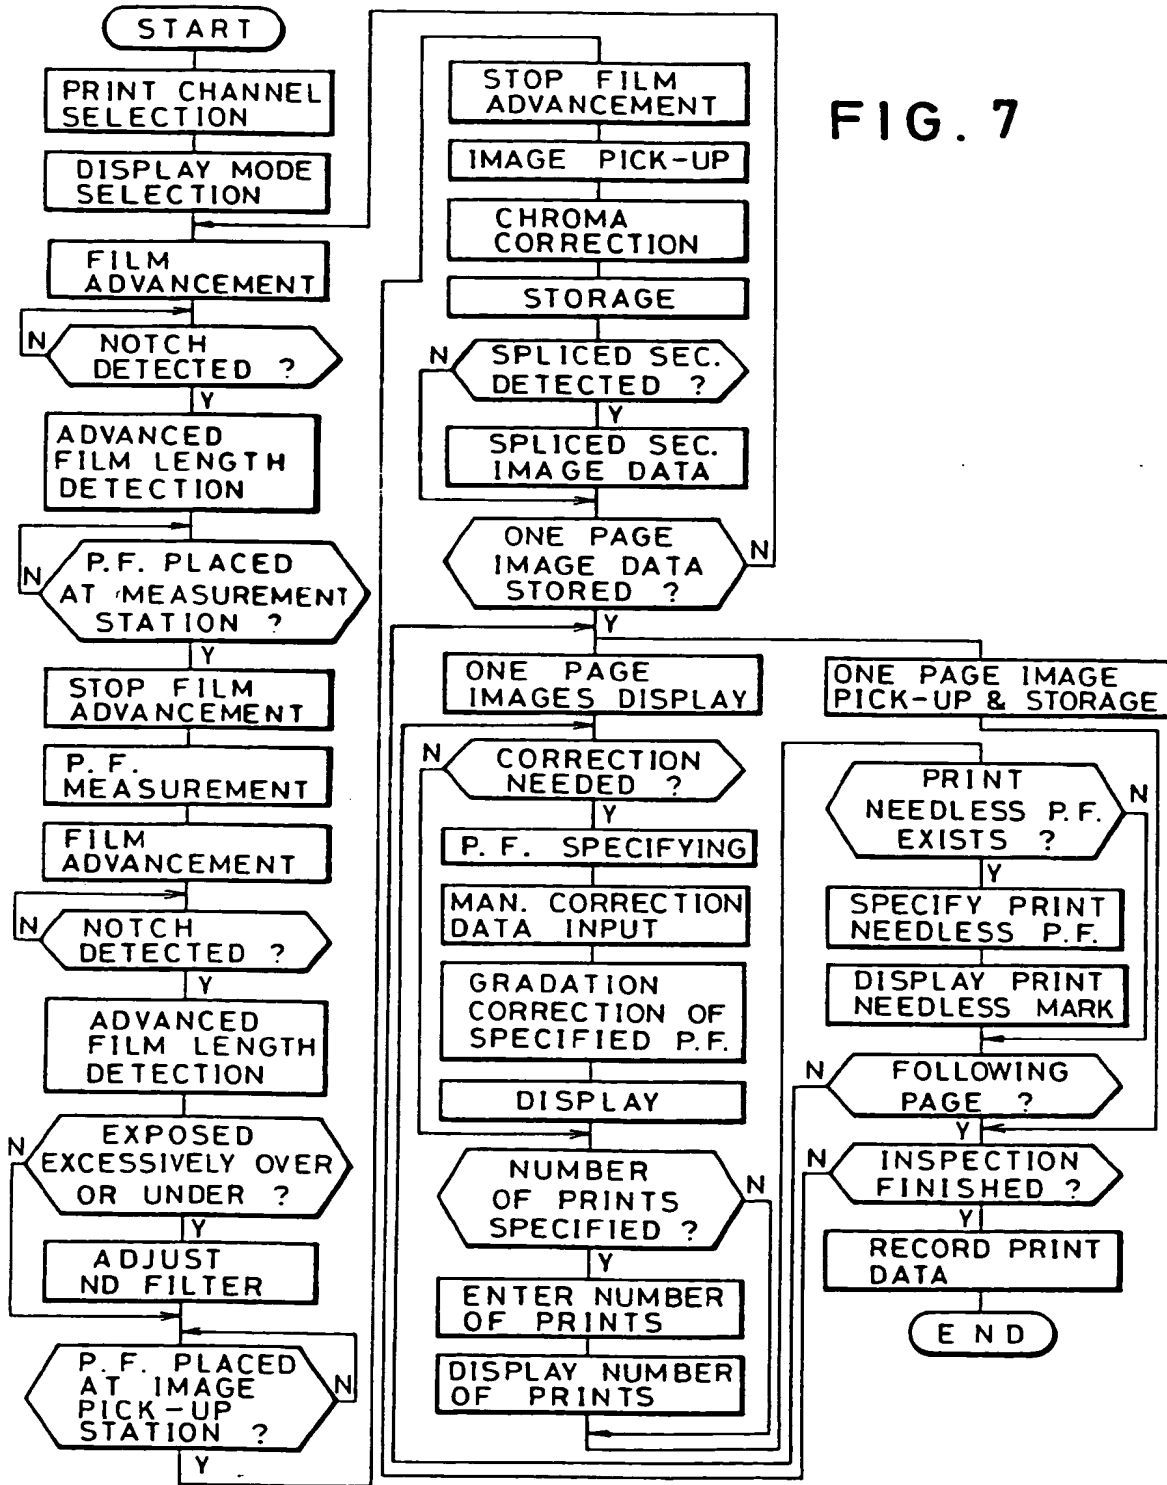 START
PRINT CHANNEL
SELECTION
DISPLAY MODE
SELECTION
FILM
ADVANCEMENT
N
NOTCH
DETECTED ?
Y
ADVANCED
FILM LENGTH
DETECTION
N
P.F. PLACED
AT MEASUREMENT
STATION ?
Y
STOP FILM
ADVANCEMENT
P. F.
MEASUREMENT
FILM
ADVANCEMENT
N
NOTCH
DETECTED ?
Y
ADVANCED
FILM LENGTH
DETECTION
N
EXPOSED
EXCESSIVELY OVER
OR UNDER ?
Y
ADJUST
ND FILTER
P. F. PLACED
AT IMAGE
PICK-UP
STATION ?
N
Y
STOP FILM
ADVANCEMENT
IMAGE PICK-UP
CHROMA
CORRECTION
STORAGE
N
SPLICED SEC.
DETECTED ?
Y
SPLICED SEC.
IMAGE DATA
ONE PAGE
IMAGE DATA
STORED ?
N
Y
ONE PAGE
IMAGES DISPLAY
N
CORRECTION
NEEDED ?
Y
P. F. SPECIFYING
MAN. CORRECTION
DATA INPUT
GRADATION
CORRECTION OF
SPECIFIED P.F.
DISPLAY
NUMBER
OF PRINTS
SPECIFIED ?
N
Y
ENTER NUMBER
OF PRINTS
DISPLAY NUMBER
OF PRINTS
FIG. 7
ONE PAGE IMAGE
PICK-UP & STORAGE
PRINT
NEEDLESS P.F.
EXISTS ?
N
Y
SPECIFY PRINT
NEEDLESS P.F.
DISPLAY PRINT
NEEDLESS MARK
N
FOLLOWING
PAGE ?
Y
N
INSPECTION
FINISHED ?
Y
RECORD PRINT
DATA
END